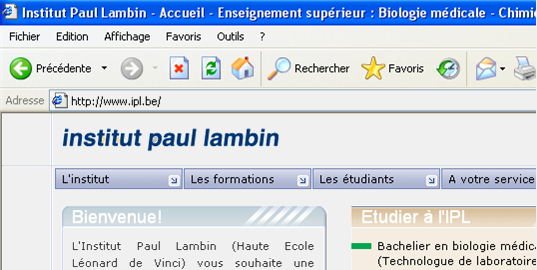 Institut Paul Lambin - Accueil - Enseignement supérieur : Biologie médicale - Chimi
Fichier Edition Affichage Favoris Outils ?
Précédente Rechercher Favoris
Adresse http://www.ipl.be/
institut paul lambin
L'institut Les formations Les étudiants A votre service
Bienvenue! Etudier à l'IPL
L'Institut Paul Lambin (Haute Ecole Bachelier en biologie médica
Léonard de Vinci) vous souhaite une (Technologue de laboratoire